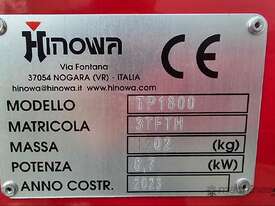 HINOWA
CE
Via Fontana
37054 NOGARA (VR) - ITALIA
hinowa@hinowa.it www.hinowa.com
MODELLO TP1800
MATRICOLA
MASSA (kg)
POTENZA (kW)
ANNO COSTR. 2023